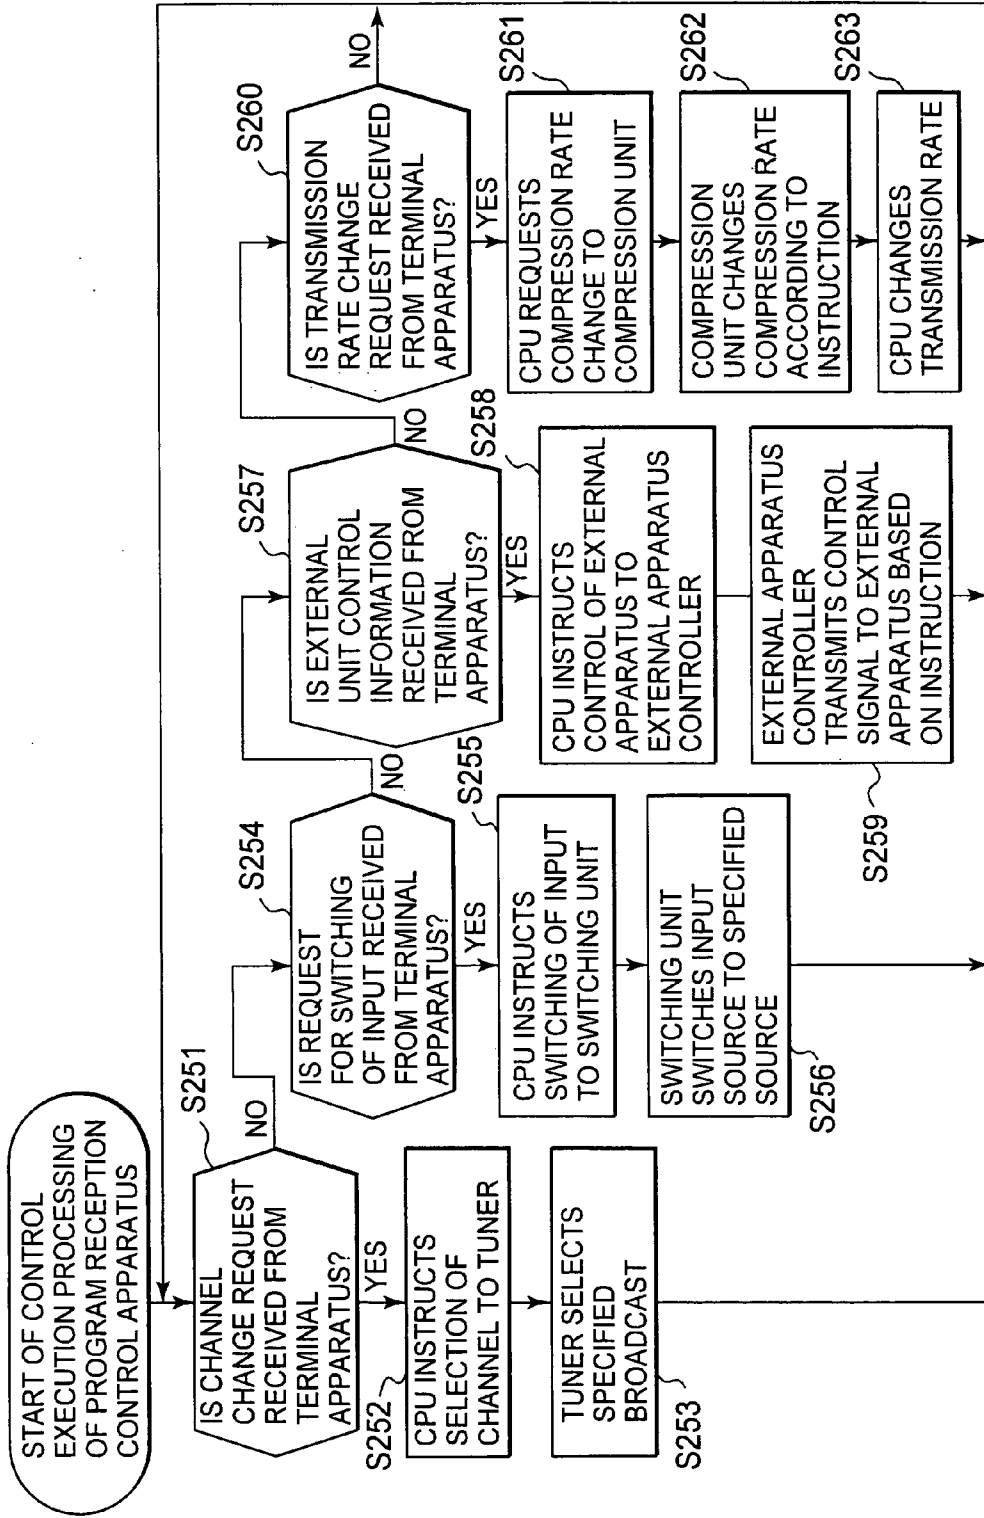 START OF CONTROL
EXECUTION PROCESSING
OF PROGRAM RECEPTION
CONTROL APPARATUS
S251
IS CHANNEL
CHANGE REQUEST
RECEIVED FROM
TERMINAL
APPARATUS?
NO
YES
S252
CPU INSTRUCTS
SELECTION OF
CHANNEL TO TUNER
TUNER SELECTS
SPECIFIED
BROADCAST
S253
S254
IS REQUEST
FOR SWITCHING
OF INPUT RECEIVED
FROM TERMINAL
APPARATUS?
NO
YES
S255
CPU INSTRUCTS
SWITCHING OF INPUT
TO SWITCHING UNIT
SWITCHING UNIT
SWITCHES INPUT
SOURCE TO SPECIFIED
SOURCE
S256
S257
IS EXTERNAL
UNIT CONTROL
INFORMATION
RECEIVED FROM
TERMINAL
APPARATUS?
NO
YES
S258
CPU INSTRUCTS
CONTROL OF EXTERNAL
APPARATUS TO
EXTERNAL APPARATUS
CONTROLLER
EXTERNAL APPARATUS
CONTROLLER
TRANSMITS CONTROL
SIGNAL TO EXTERNAL
APPARATUS BASED
ON INSTRUCTION
S259
S260
IS TRANSMISSION
RATE CHANGE
REQUEST RECEIVED
FROM TERMINAL
APPARATUS?
NO
YES
S261
CPU REQUESTS
COMPRESSION RATE
CHANGE TO
COMPRESSION UNIT
S262
COMPRESSION
UNIT CHANGES
COMPRESSION RATE
ACCORDING TO
INSTRUCTION
S263
CPU CHANGES
TRANSMISSION RATE